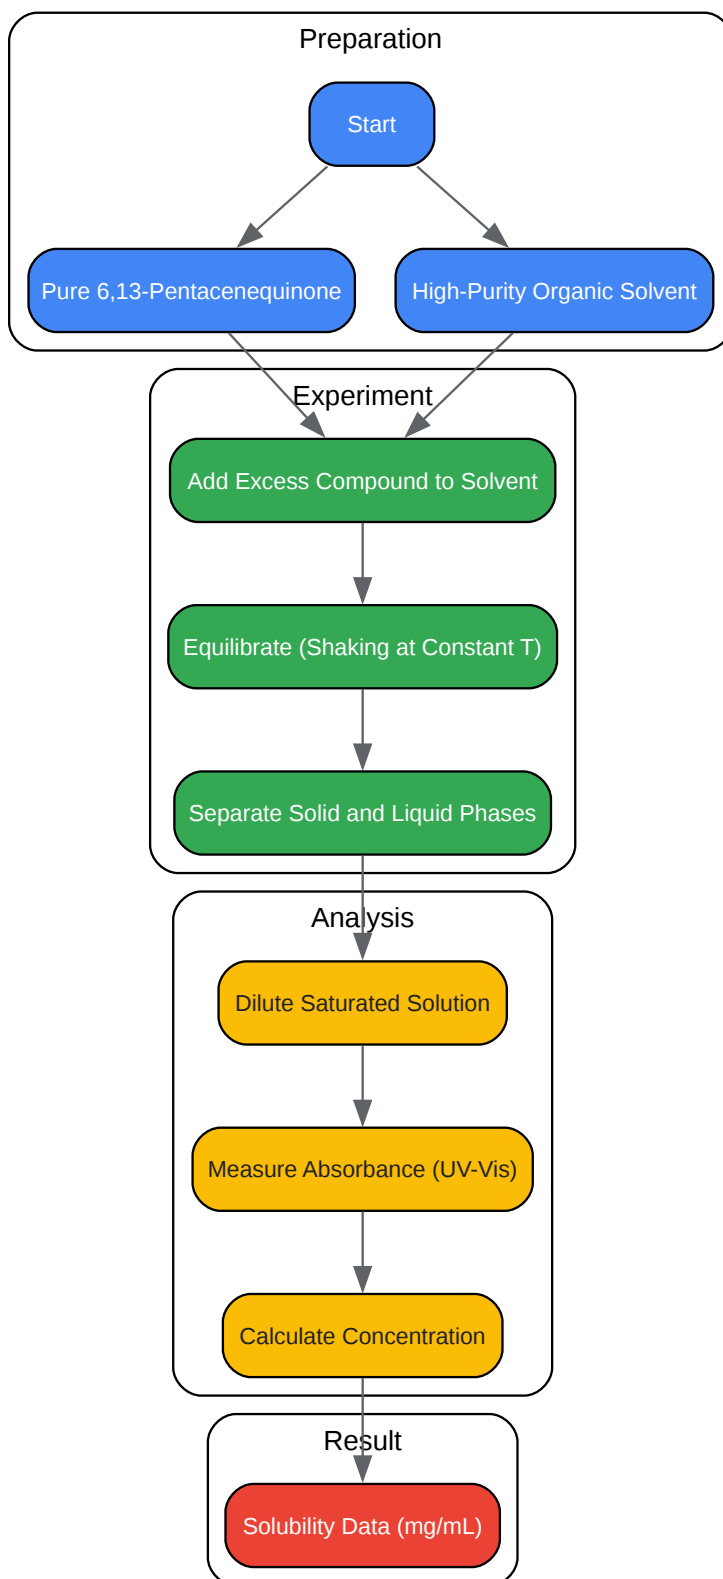 Preparation
Start
Pure 6,13-Pentacenequinone
High-Purity Organic Solvent
Experiment
Add Excess Compound to Solvent
Equilibrate (Shaking at Constant T)
Separate Solid and Liquid Phases
Analysis
Dilute Saturated Solution
Measure Absorbance (UV-Vis)
Calculate Concentration
Result
Solubility Data (mg/mL)